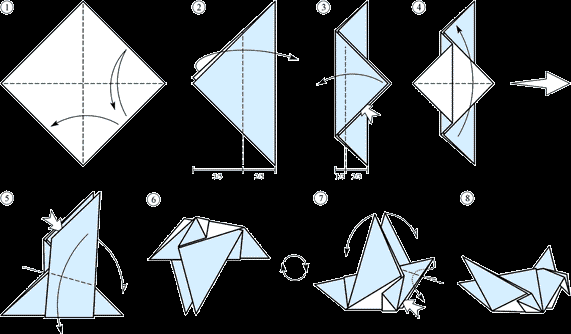 ① ② ③ ④
⑤ ⑥ ⑦ ⑧